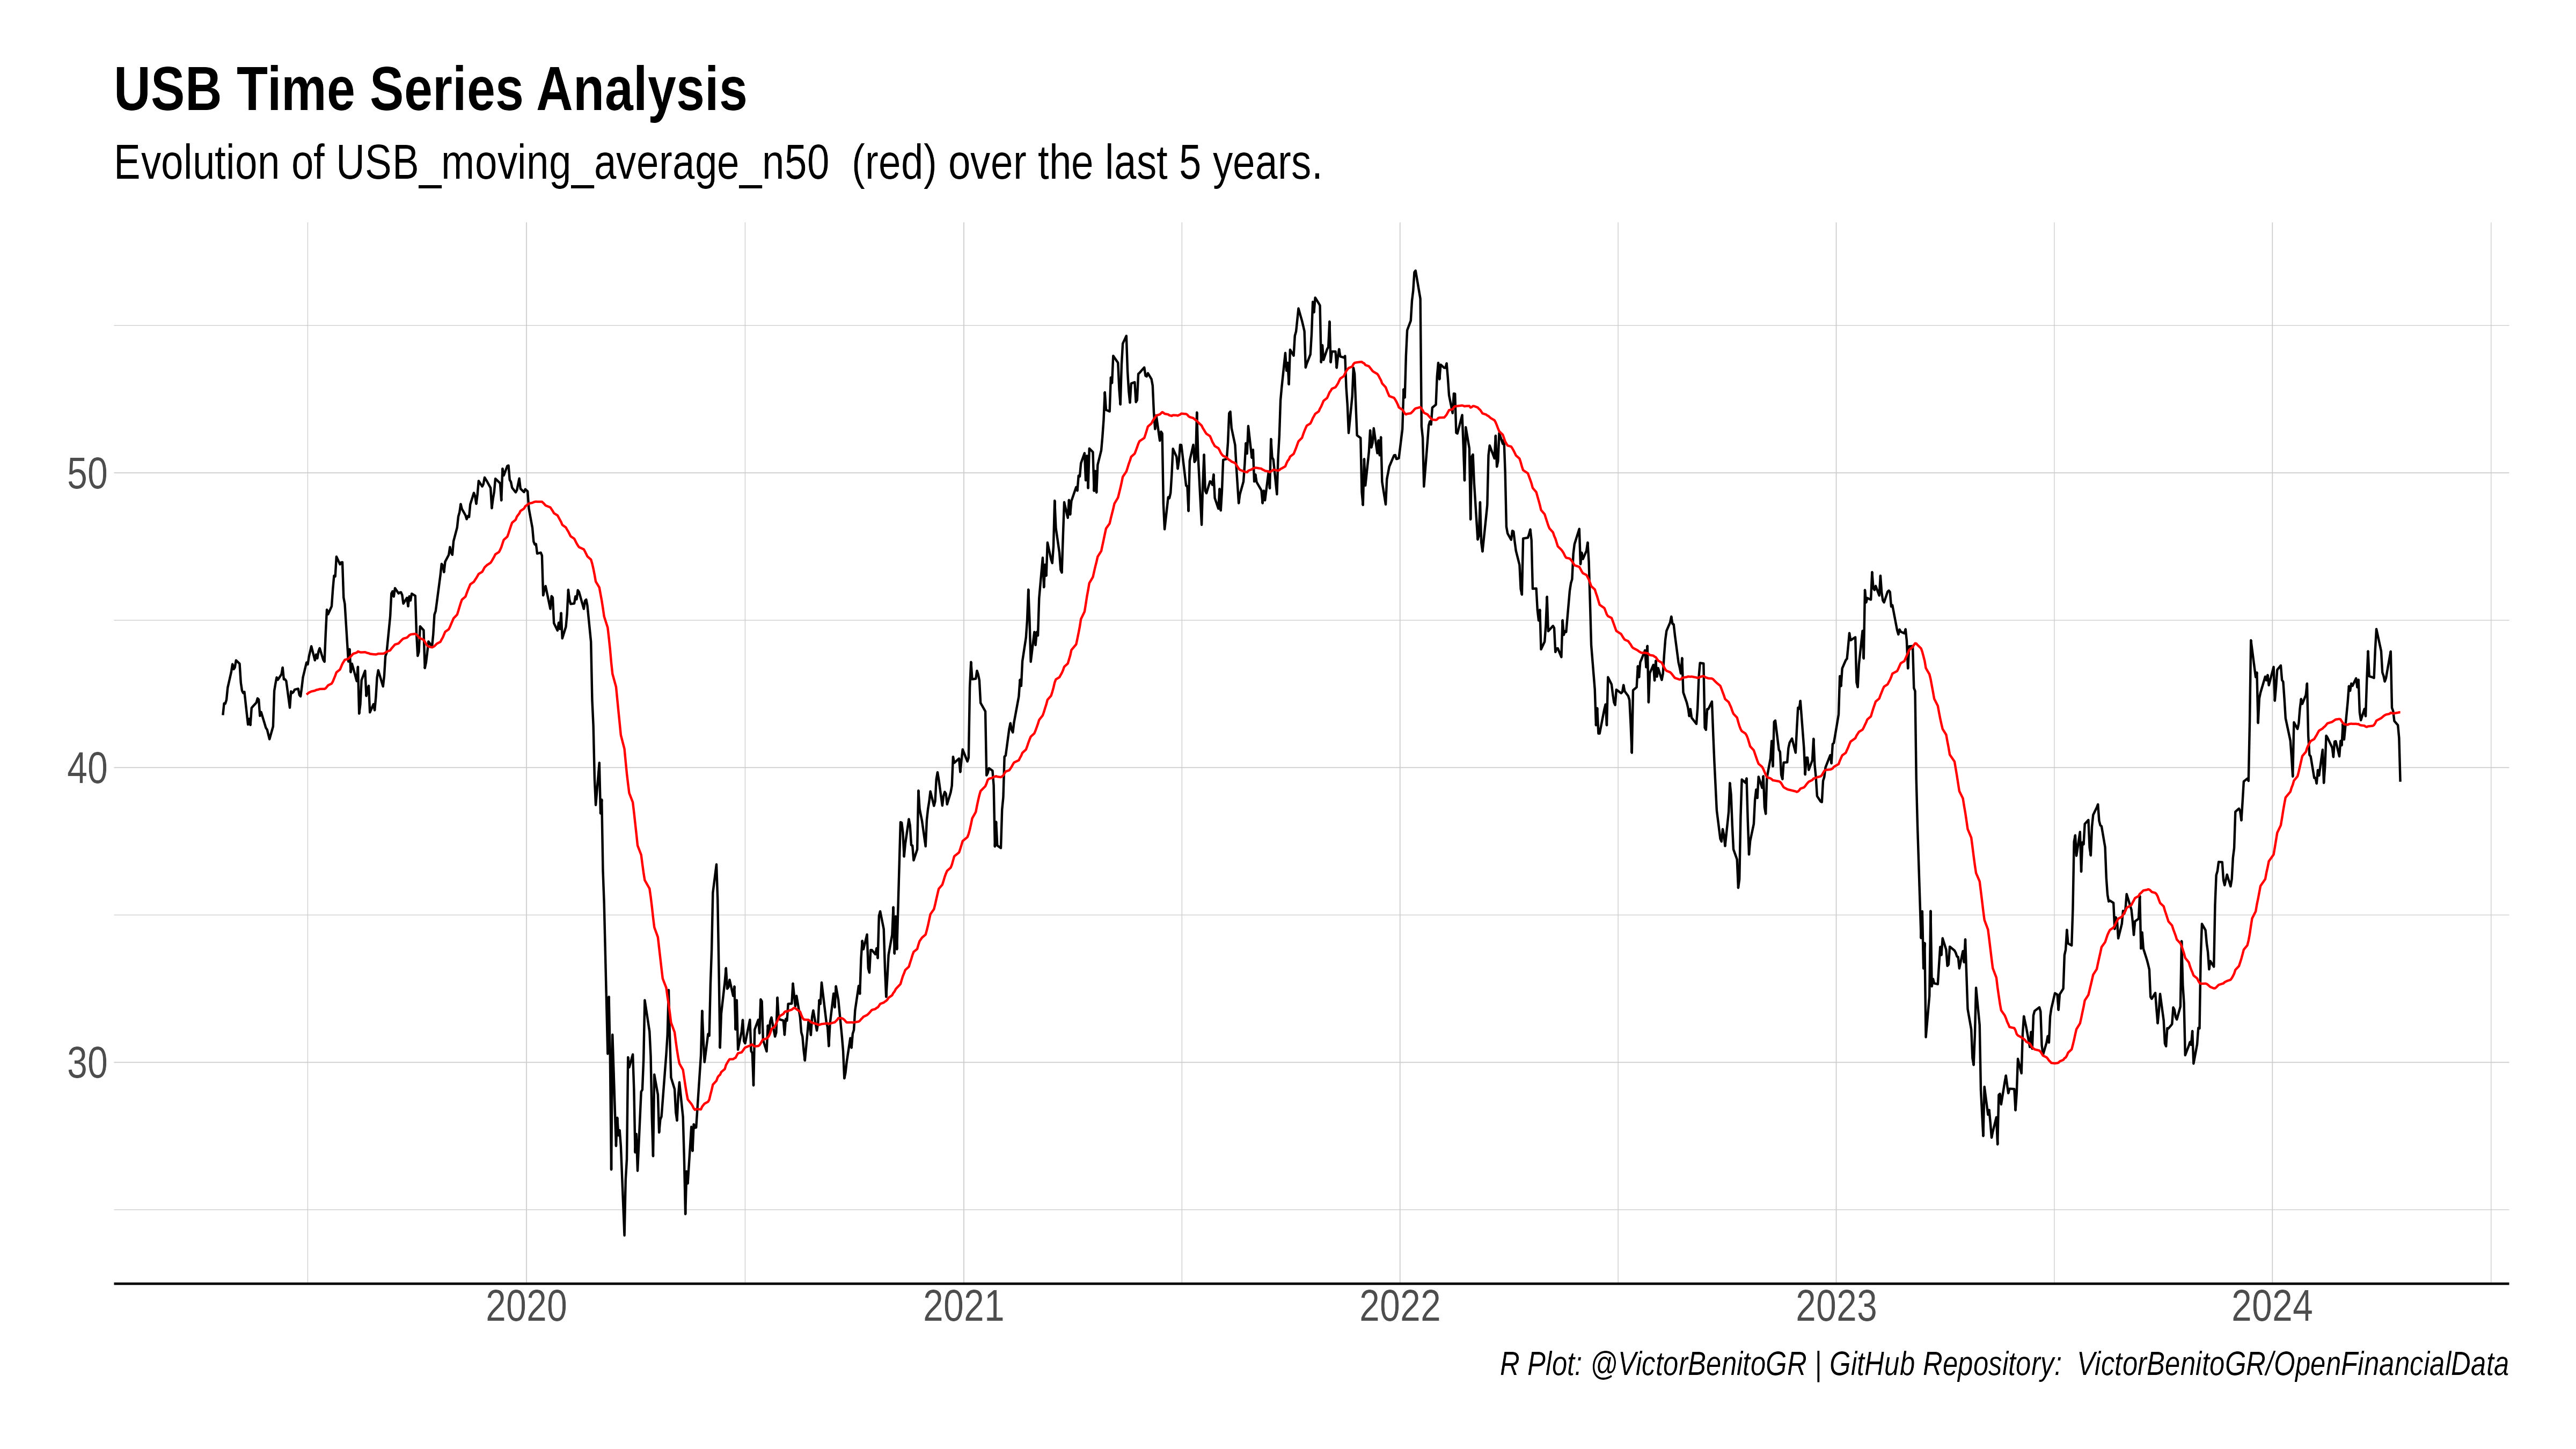 USB Time Series Analysis
Evolution of USB_moving_average_n50  (red) over the last 5 years.
50
40
30
2020 2021 2022 2023 2024
R Plot: @VictorBenitoGR | GitHub Repository:  VictorBenitoGR/OpenFinancialData